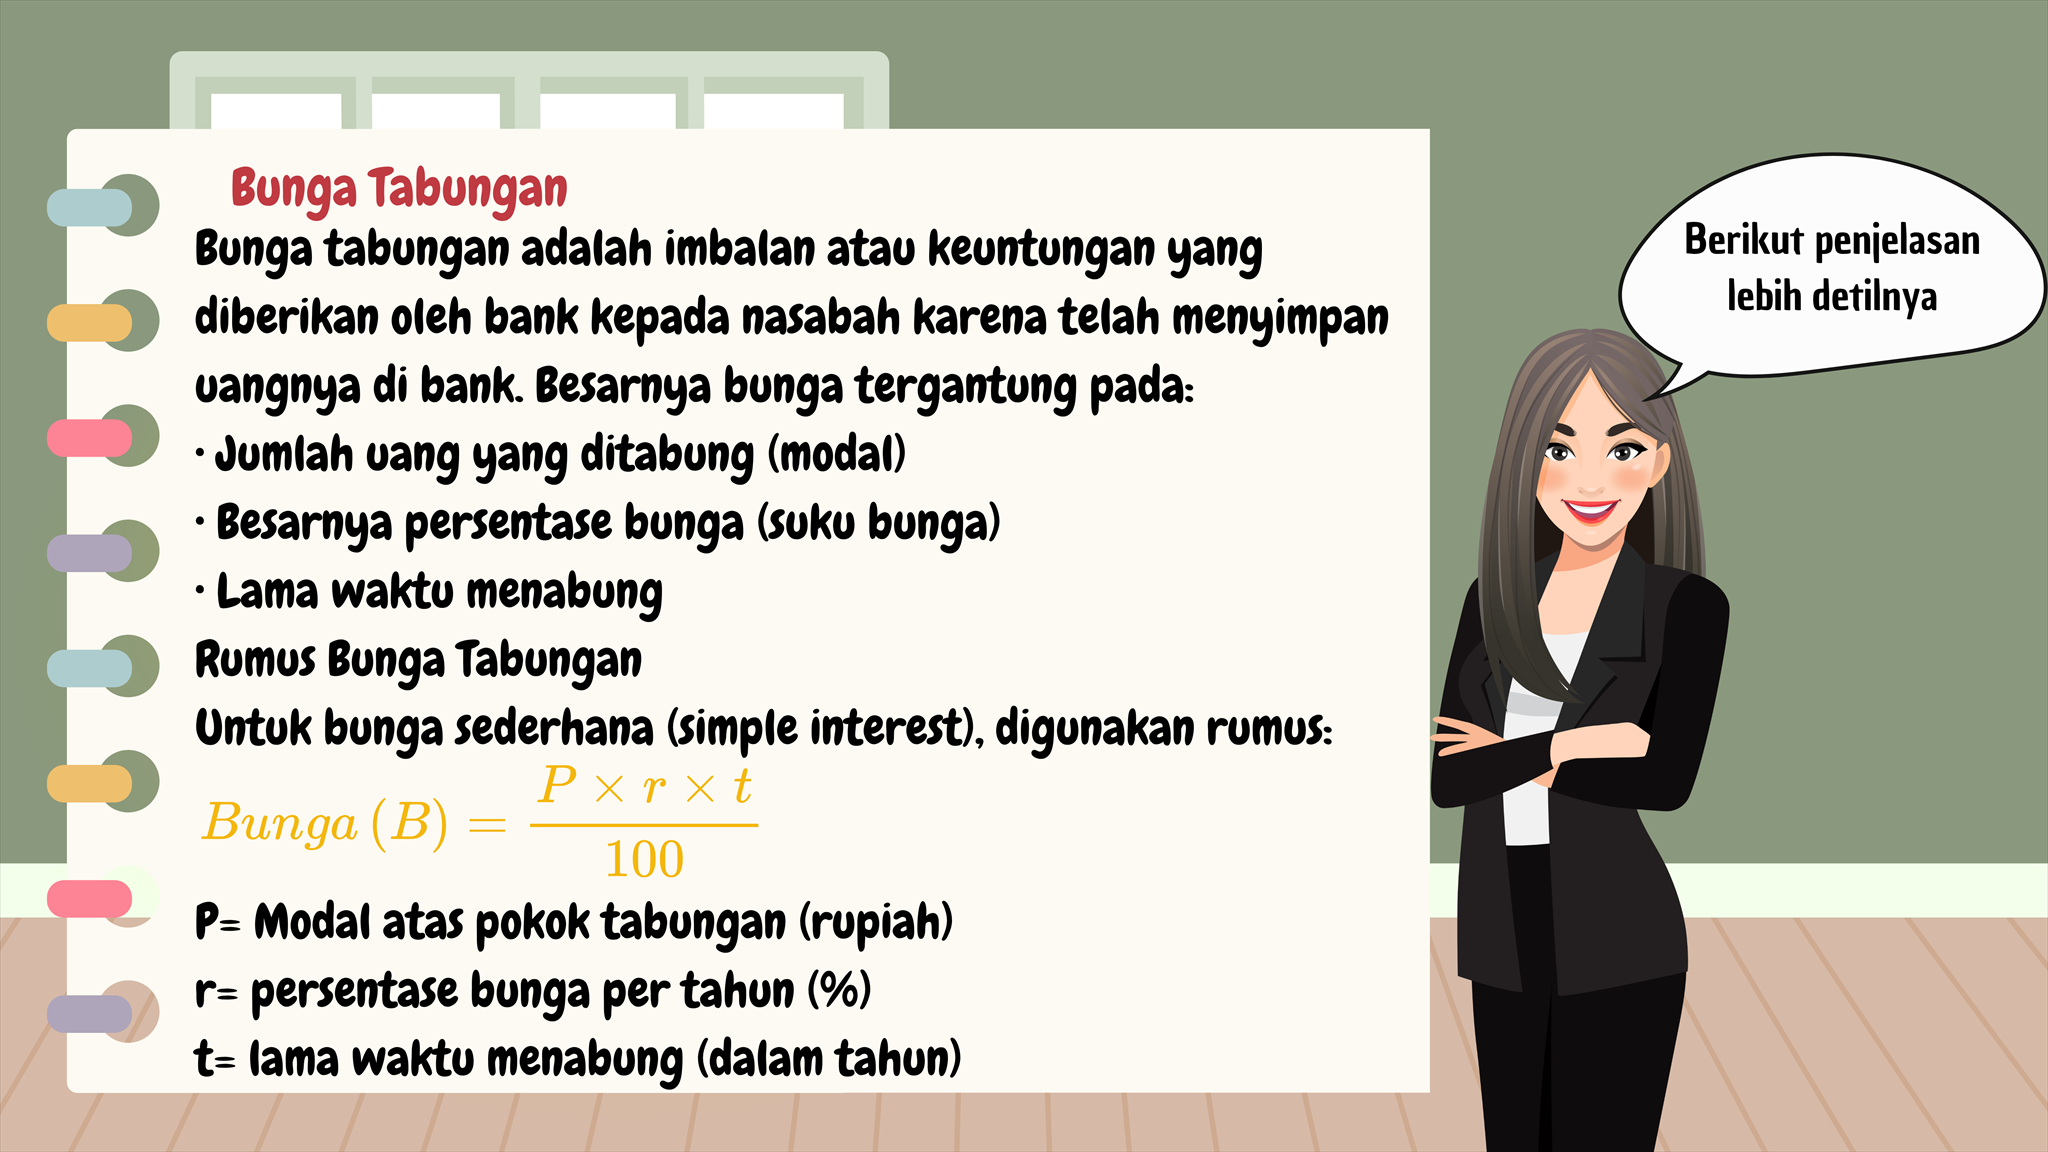 Bunga Tabungan
Bunga tabungan adalah imbalan atau keuntungan yang
diberikan oleh bank kepada nasabah karena telah menyimpan
uangnya di bank. Besarnya bunga tergantung pada:
• Jumlah uang yang ditabung (modal)
• Besarnya persentase bunga (suku bunga)
• Lama waktu menabung
Rumus Bunga Tabungan
Untuk bunga sederhana (simple interest), digunakan rumus:
Bunga (B) = P × r × t / 100
P= Modal atas pokok tabungan (rupiah)
r= persentase bunga per tahun (%)
t= lama waktu menabung (dalam tahun)
Berikut penjelasan
lebih detilnya